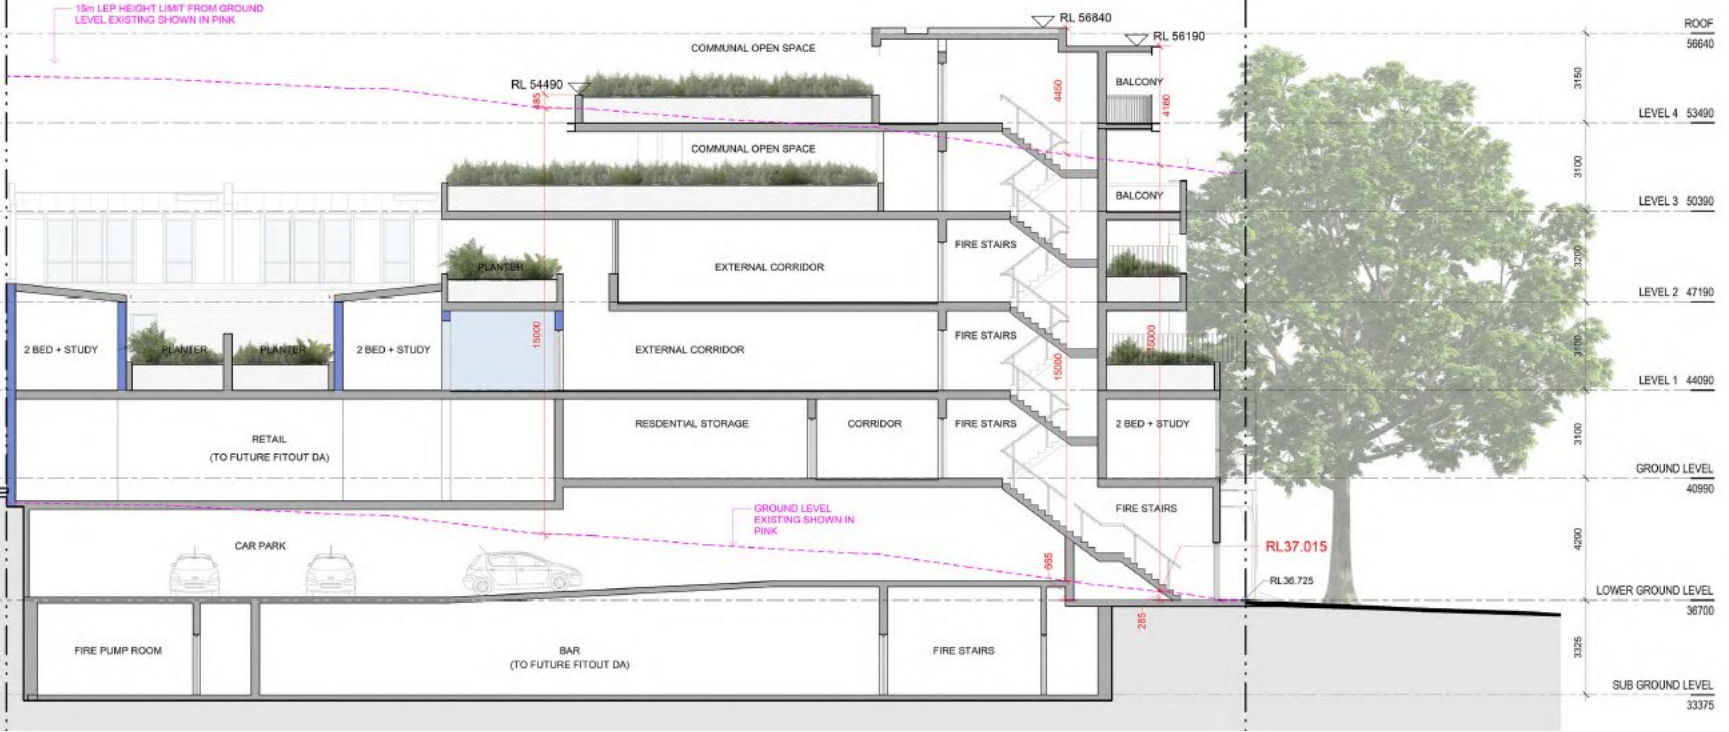 15m LEP HEIGHT LIMIT FROM GROUND
LEVEL EXISTING SHOWN IN PINK
RL 56840
RL 56190
ROOF
56640
COMMUNAL OPEN SPACE
RL 54490
485
4450
BALCONY
4180
3150
LEVEL 4 53490
COMMUNAL OPEN SPACE
3100
BALCONY
LEVEL 3 50390
FIRE STAIRS
3200
PLANTER
EXTERNAL CORRIDOR
LEVEL 2 47190
2 BED + STUDY
PLANTER
PLANTER
2 BED + STUDY
15000
EXTERNAL CORRIDOR
FIRE STAIRS
15000
15000
3100
LEVEL 1 44090
RETAIL
(TO FUTURE FITOUT DA)
RESDENTIAL STORAGE
CORRIDOR
FIRE STAIRS
2 BED + STUDY
3100
GROUND LEVEL
40990
GROUND LEVEL
EXISTING SHOWN IN
PINK
FIRE STAIRS
CAR PARK
RL37.015
4290
665
RL36.725
LOWER GROUND LEVEL
36700
285
FIRE PUMP ROOM
BAR
(TO FUTURE FITOUT DA)
FIRE STAIRS
3325
SUB GROUND LEVEL
33375